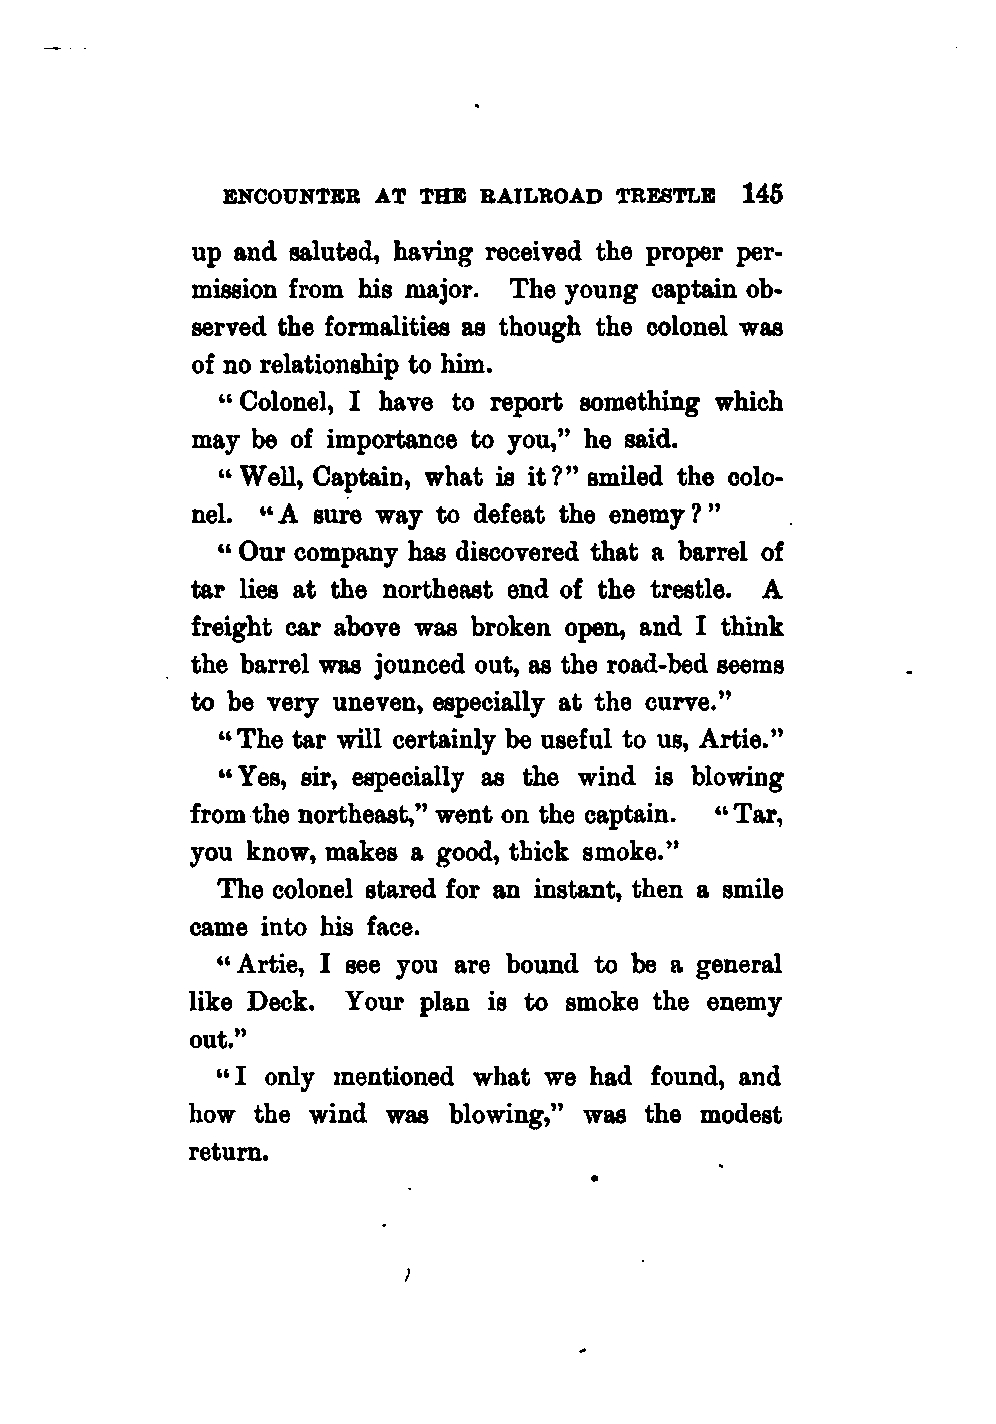 ENCOUNTER AT THE RAILROAD TRESTLE 145
up and saluted, having received the proper per-
mission from his major. The young captain ob-
served the formalities as though the colonel was
of no relationship to him.
“Colonel, I have to report something which
may be of importance to you,” he said.
“Well, Captain, what is it?” smiled the colo-
nel. “A sure way to defeat the enemy?”
“Our company has discovered that a barrel of
tar lies at the northeast end of the trestle. A
freight car above was broken open, and I think
the barrel was jounced out, as the road-bed seems
to be very uneven, especially at the curve.”
“The tar will certainly be useful to us, Artie.”
“Yes, sir, especially as the wind is blowing
from the northeast,” went on the captain. “Tar,
you know, makes a good, thick smoke.”
The colonel stared for an instant, then a smile
came into his face.
“Artie, I see you are bound to be a general
like Deck. Your plan is to smoke the enemy
out.”
“I only mentioned what we had found, and
how the wind was blowing,” was the modest
return.